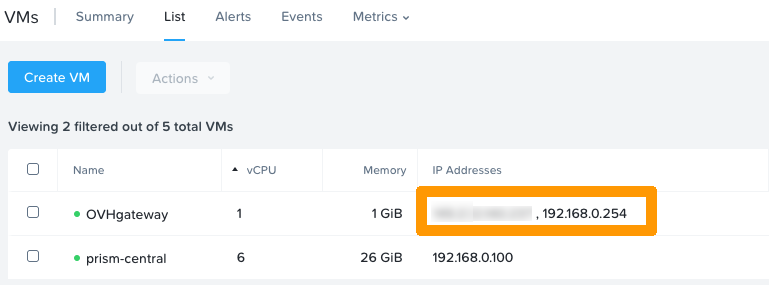 VMs Summary List Alerts Events Metrics
Create VM Actions
Viewing 2 filtered out of 5 total VMs
Name vCPU Memory IP Addresses
OVHgateway 1 1 GiB , 192.168.0.254
prism-central 6 26 GiB 192.168.0.100